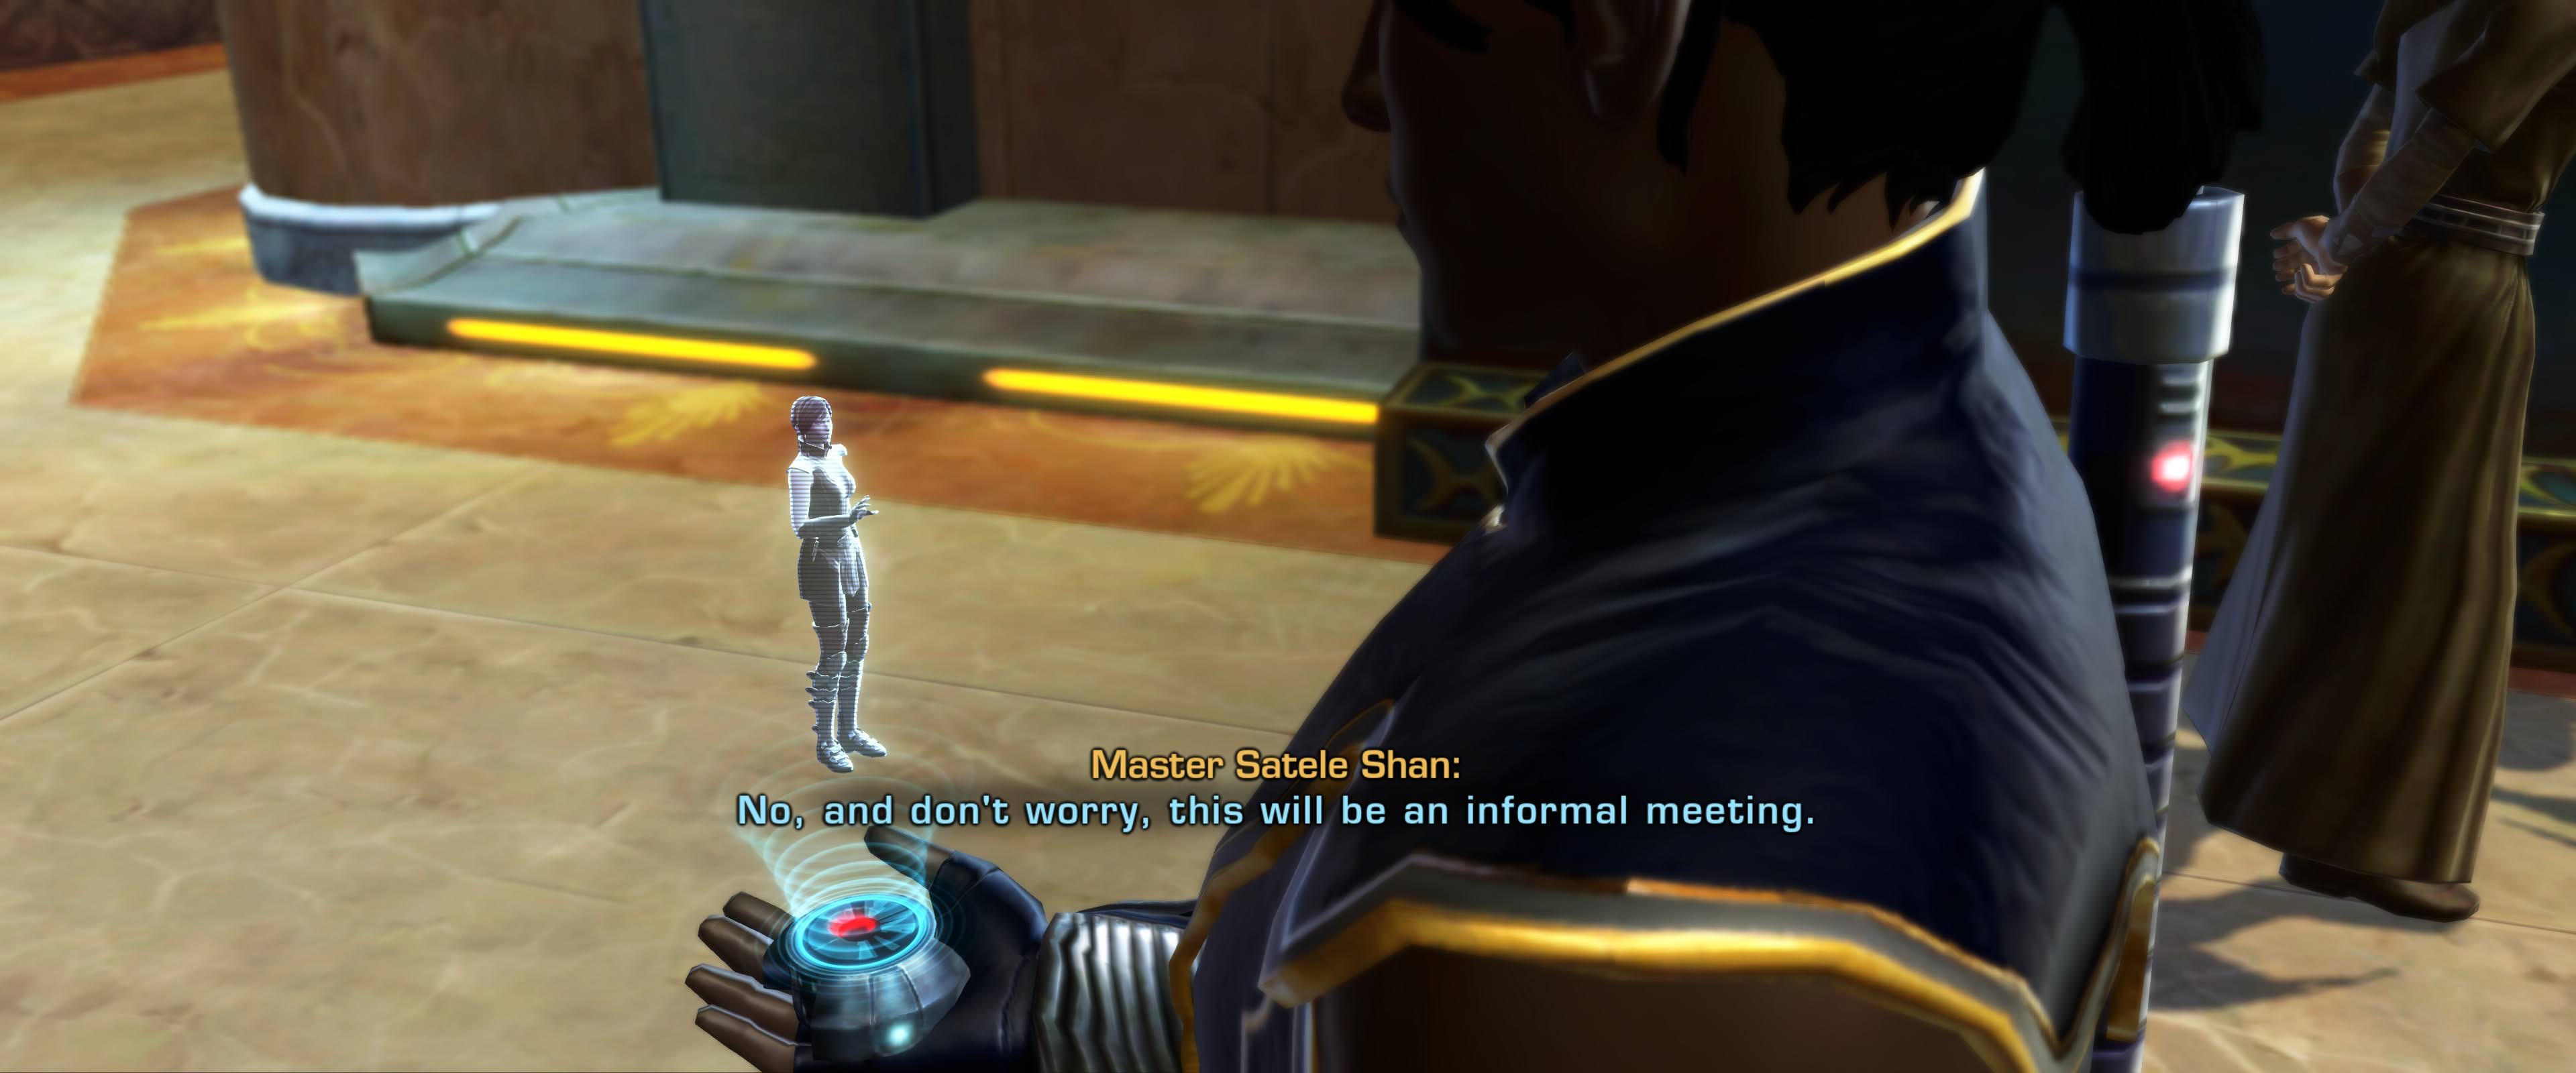 Master Satele Shan:
No, and don't worry, this will be an informal meeting.